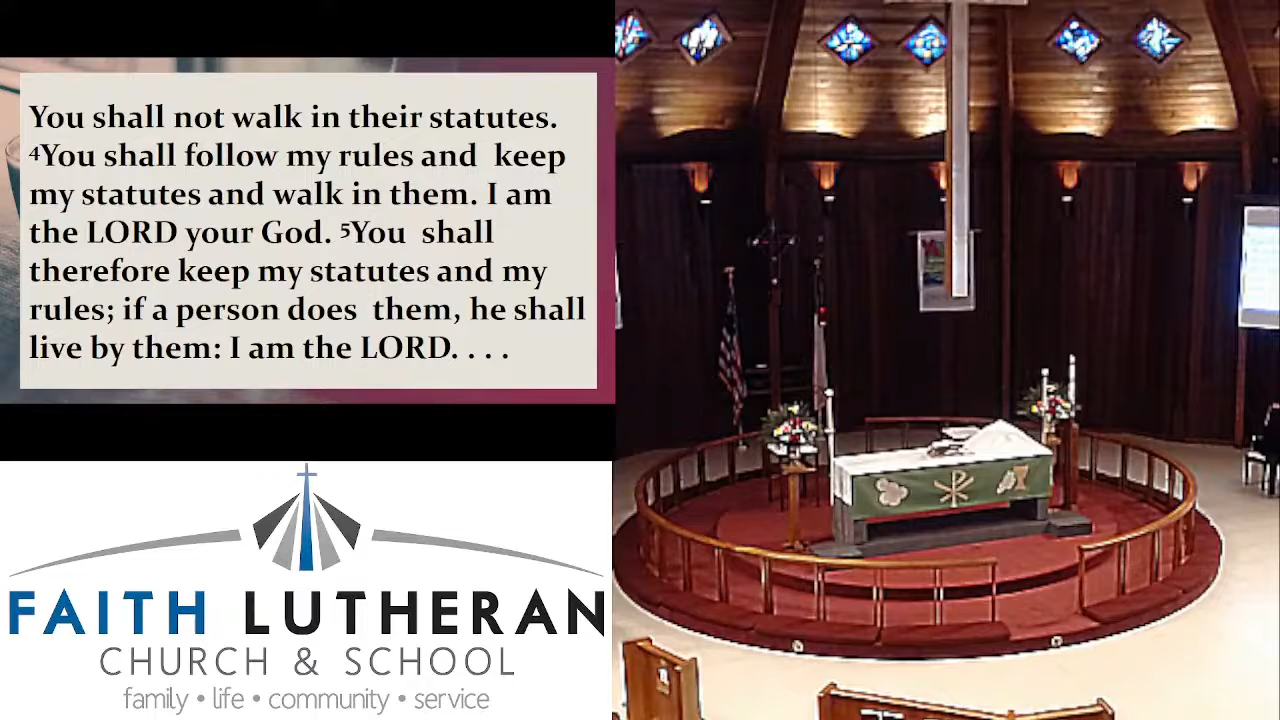 You shall not walk in their statutes.
⁴You shall follow my rules and keep
my statutes and walk in them. I am
the LORD your God. ⁵You shall
therefore keep my statutes and my
rules; if a person does them, he shall
live by them: I am the LORD. . . .
FAITH LUTHERAN
CHURCH & SCHOOL
family • life • community • service